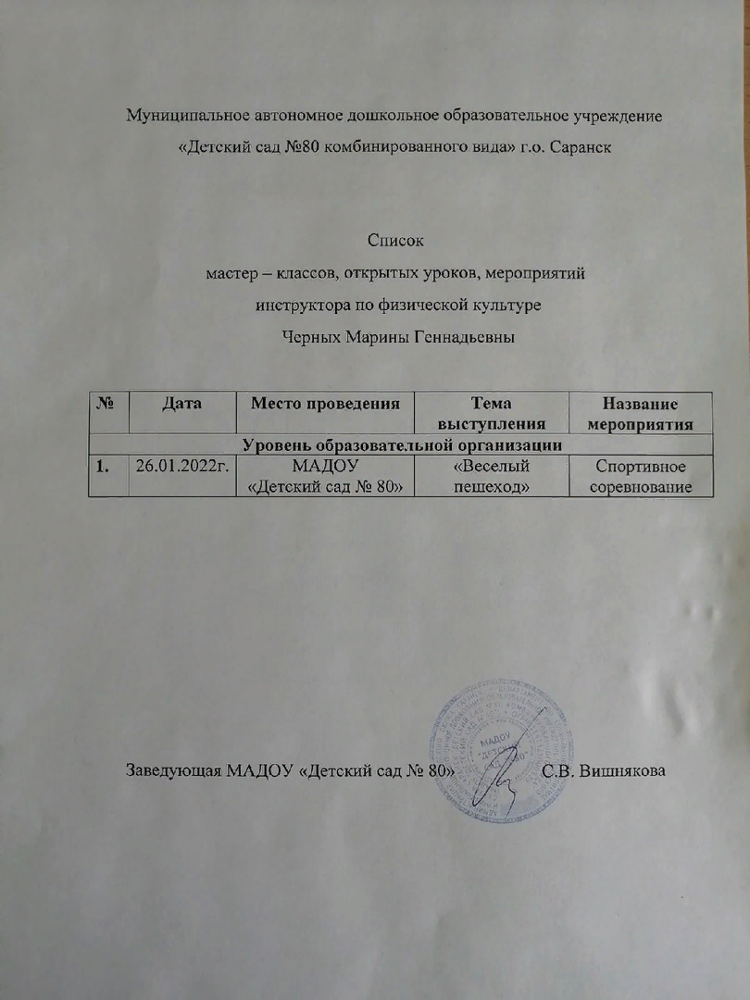 Муниципальное автономное дошкольное образовательное учреждение
«Детский сад №80 комбинированного вида» г.о. Саранск
Список
мастер – классов, открытых уроков, мероприятий
инструктора по физической культуре
Черных Марины Геннадьевны
№ Дата Место проведения Тема выступления Название мероприятия
Уровень образовательной организации
1. 26.01.2022г. МАДОУ «Детский сад № 80» «Веселый пешеход» Спортивное соревнование
МАДОУ
"ДЕТСКИЙ
Заведующая МАДОУ «Детский сад № 80» С.В. Вишнякова